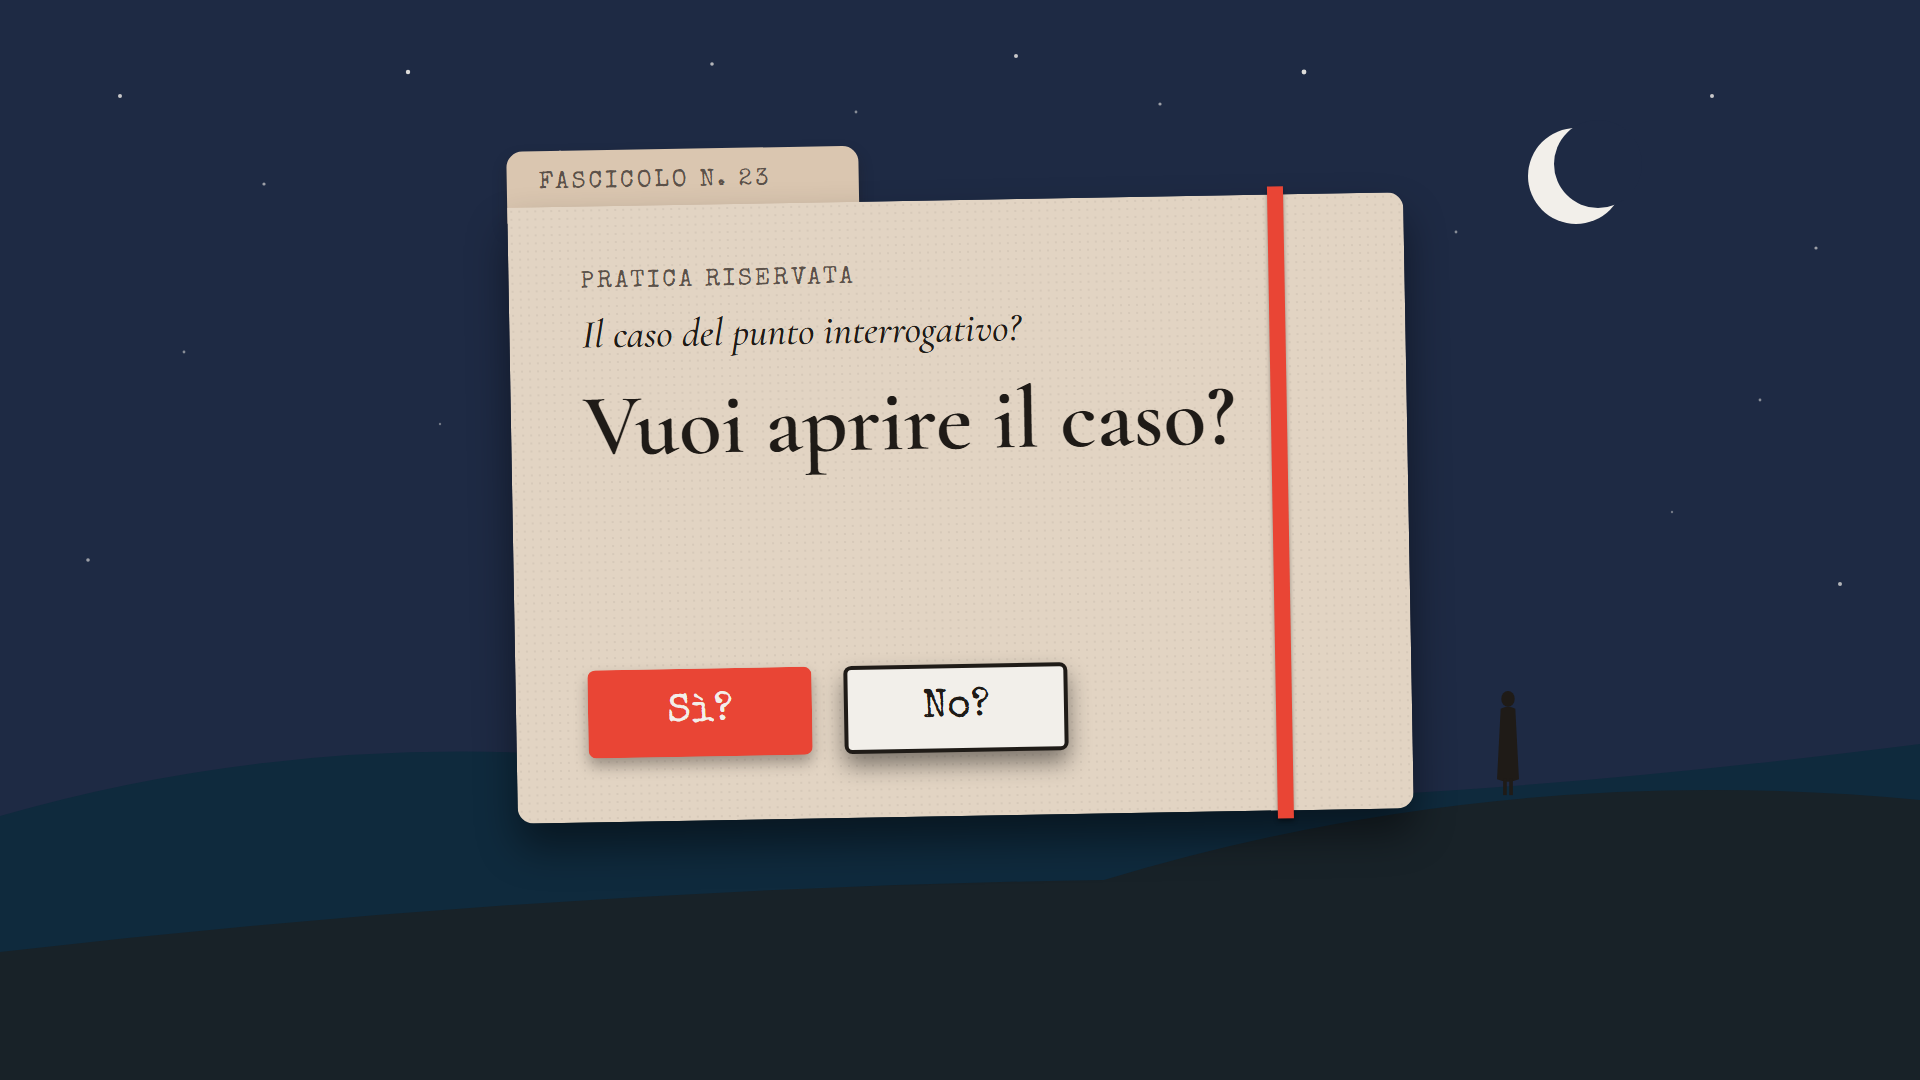 FASCICOLO N. 23
PRATICA RISERVATA
Il caso del punto interrogativo?
Vuoi aprire il caso?
Sì?
No?